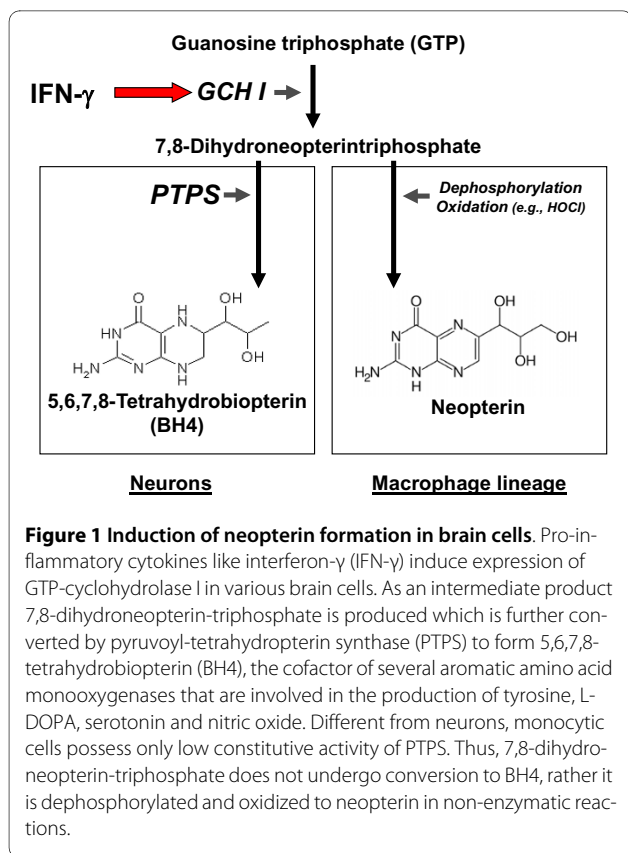 Guanosine triphosphate (GTP)
IFN-γ
GCH I
7,8-Dihydroneopterintriphosphate
PTPS
Dephosphorylation
Oxidation (e.g., HOCl)
O
H
N
OH
HN
H2N
N
N
H
OH
5,6,7,8-Tetrahydrobiopterin
(BH4)
O
OH
N
N
OH
OH
H2N
N
H
N
Neopterin
Neurons
Macrophage lineage
Figure 1 Induction of neopterin formation in brain cells. Pro-in-
flammatory cytokines like interferon-γ (IFN-γ) induce expression of
GTP-cyclohydrolase I in various brain cells. As an intermediate product
7,8-dihydroneopterin-triphosphate is produced which is further con-
verted by pyruvoyl-tetrahydropterin synthase (PTPS) to form 5,6,7,8-
tetrahydrobiopterin (BH4), the cofactor of several aromatic amino acid
monooxygenases that are involved in the production of tyrosine, L-
DOPA, serotonin and nitric oxide. Different from neurons, monocytic
cells possess only low constitutive activity of PTPS. Thus, 7,8-dihydro-
neopterin-triphosphate does not undergo conversion to BH4, rather it
is dephosphorylated and oxidized to neopterin in non-enzymatic reac-
tions.